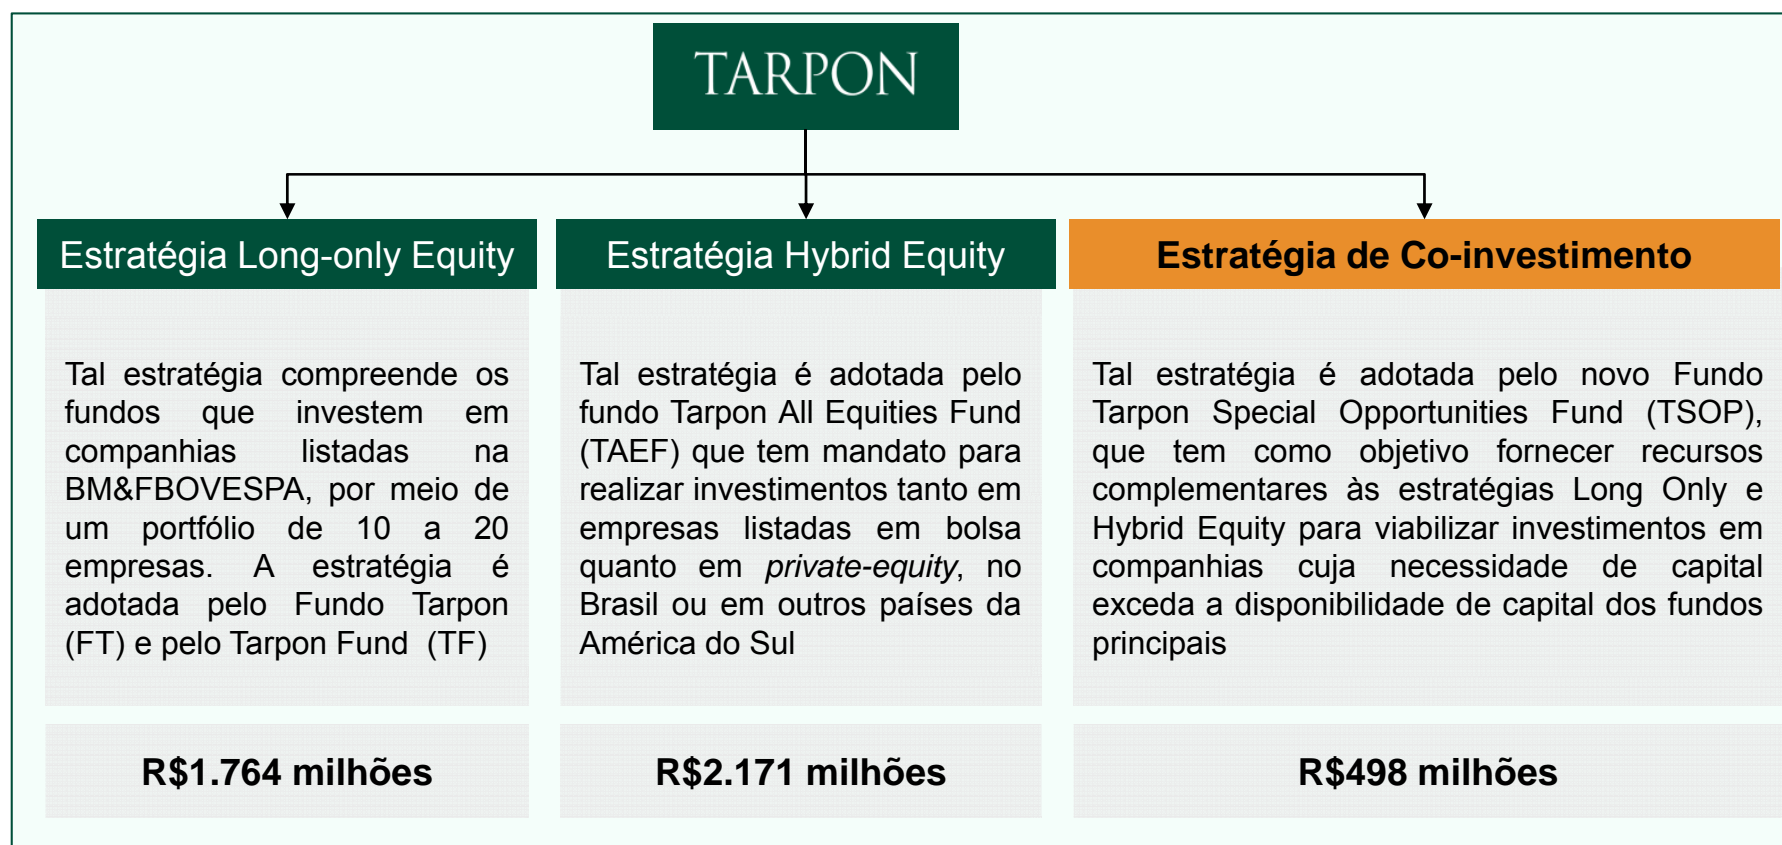 TARPON
Estratégia Long-only Equity
Tal estratégia compreende os
fundos que investem em
companhias listadas na
BM&FBOVESPA, por meio de
um portfólio de 10 a 20
empresas. A estratégia é
adotada pelo Fundo Tarpon
(FT) e pelo Tarpon Fund (TF)
R$1.764 milhões
Estratégia Hybrid Equity
Tal estratégia é adotada pelo
fundo Tarpon All Equities Fund
(TAEF) que tem mandato para
realizar investimentos tanto em
empresas listadas em bolsa
quanto em private-equity, no
Brasil ou em outros países da
América do Sul
R$2.171 milhões
Estratégia de Co-investimento
Tal estratégia é adotada pelo novo Fundo
Tarpon Special Opportunities Fund (TSOP),
que tem como objetivo fornecer recursos
complementares às estratégias Long Only e
Hybrid Equity para viabilizar investimentos em
companhias cuja necessidade de capital
exceda a disponibilidade de capital dos fundos
principais
R$498 milhões